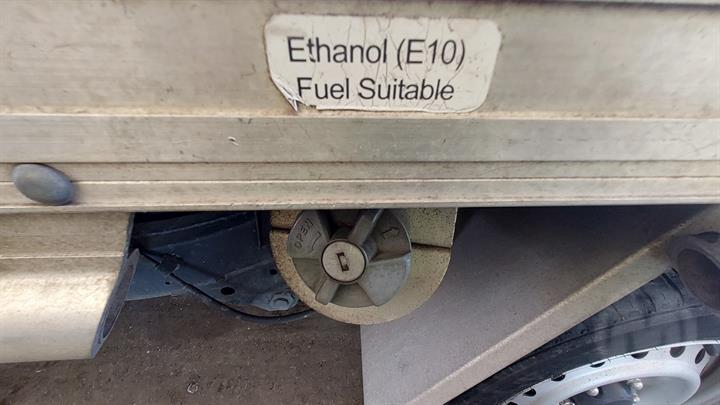 Ethanol (E10)
Fuel Suitable
OPEN